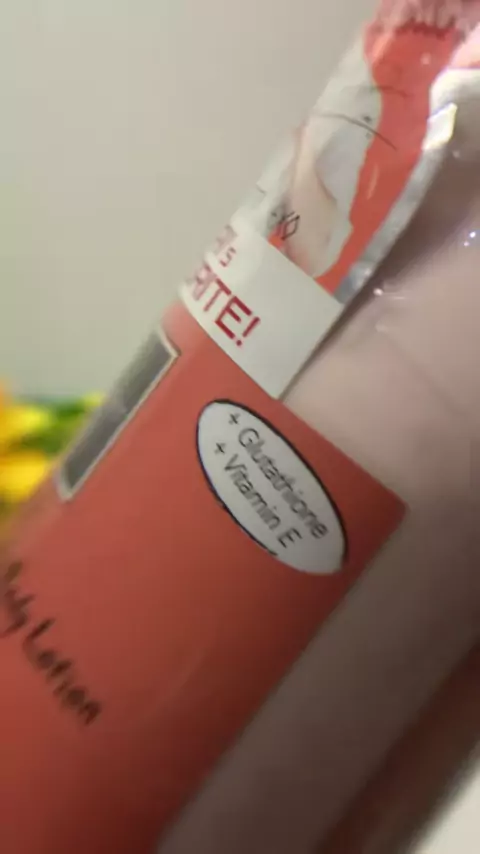 RITE!
+ Glutathione
+ Vitamin E
Body Lotion